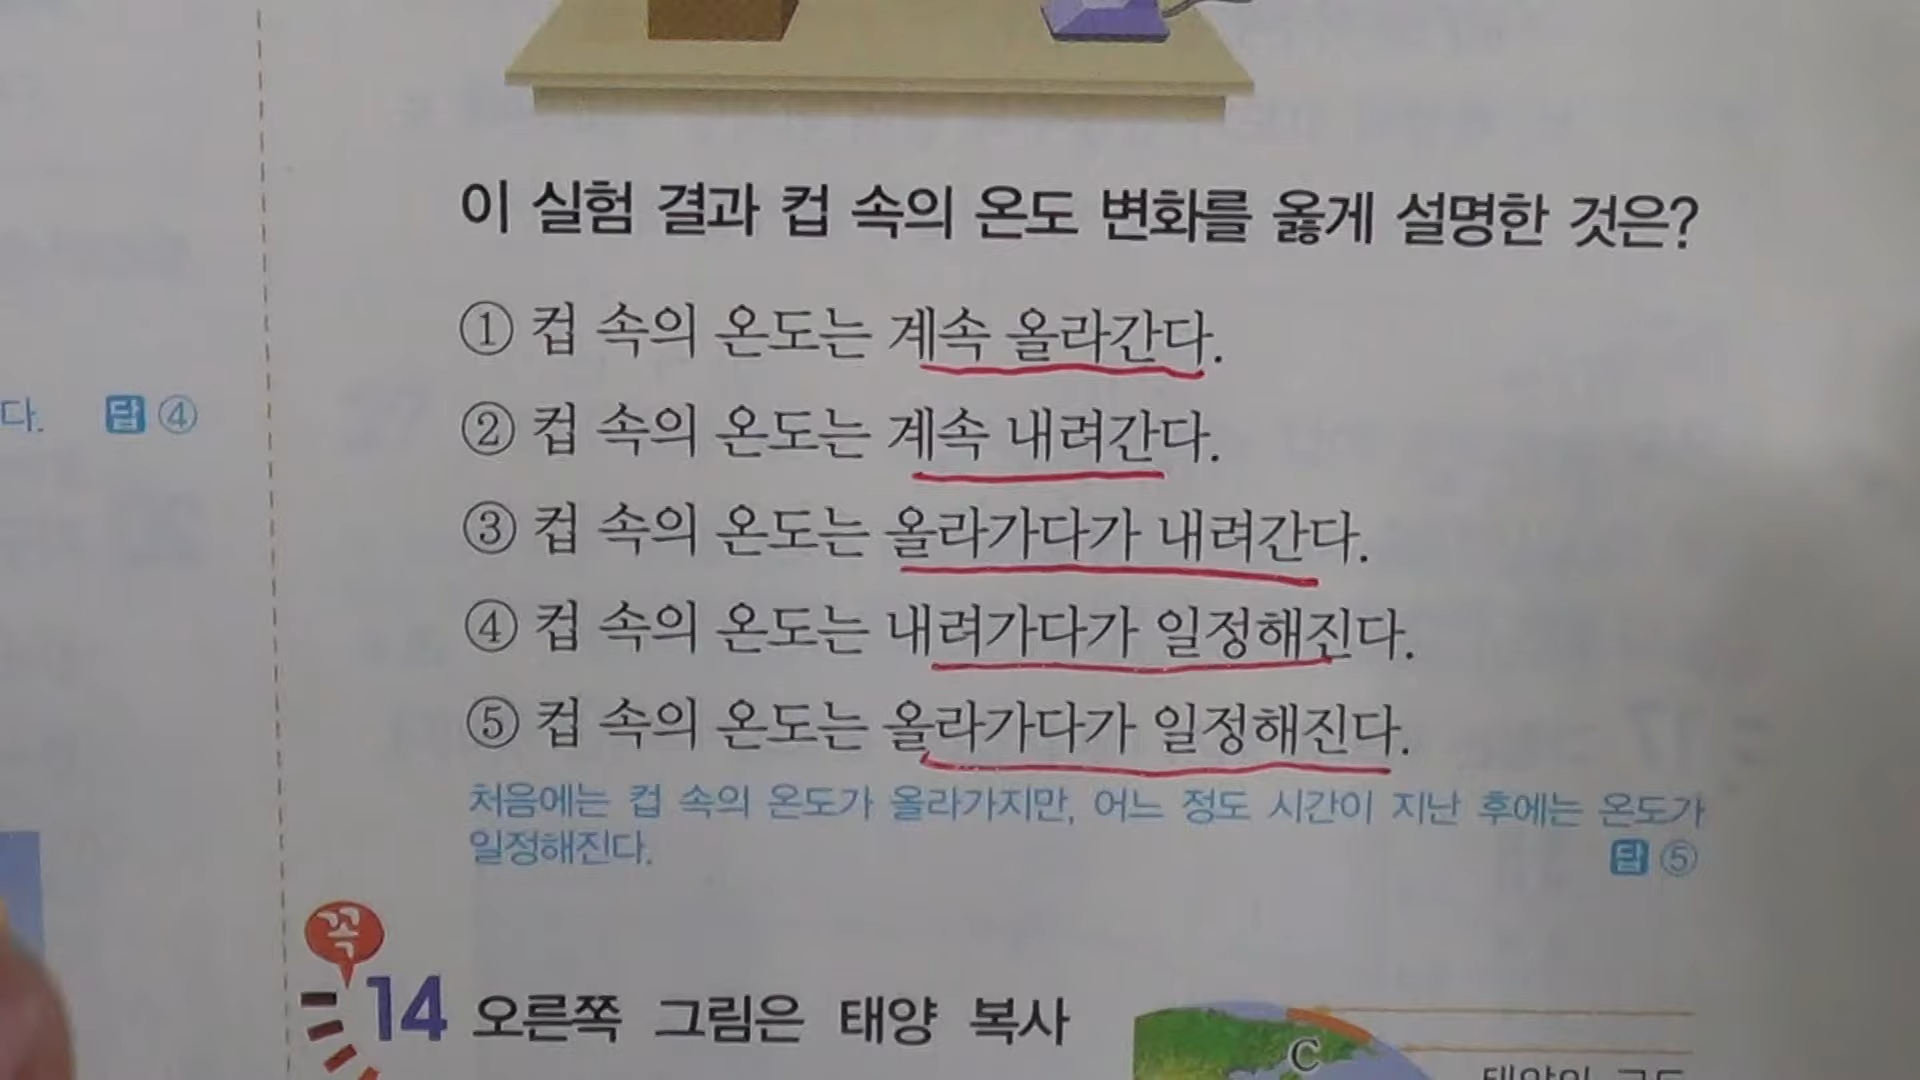 이 실험 결과 컵 속의 온도 변화를 옳게 설명한 것은?
① 컵 속의 온도는 계속 올라간다.
② 컵 속의 온도는 계속 내려간다.
다. 답 ④
③ 컵 속의 온도는 올라가다가 내려간다.
④ 컵 속의 온도는 내려가다가 일정해진다.
⑤ 컵 속의 온도는 올라가다가 일정해진다.
처음에는 컵 속의 온도가 올라가지만, 어느 정도 시간이 지난 후에는 온도가
일정해진다. 답 ⑤
꼭
14 오른쪽 그림은 태양 복사
C